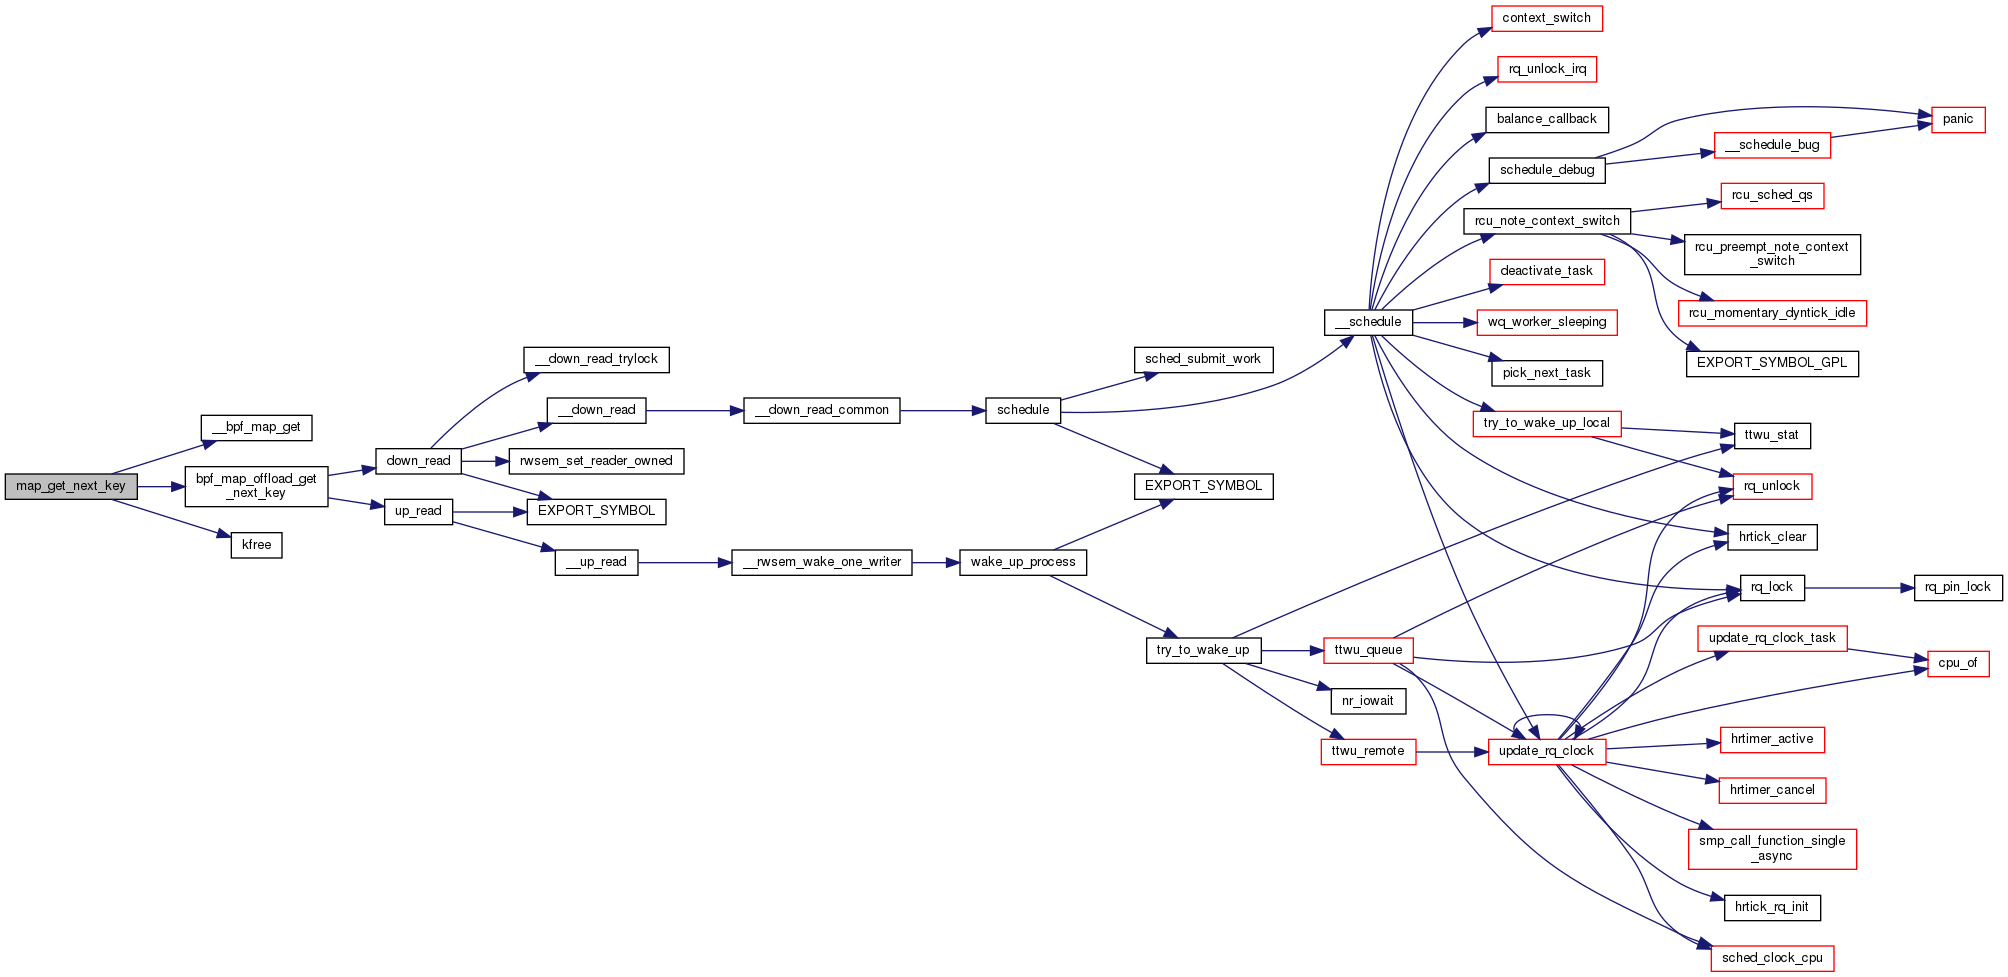 context_switch
rq_unlock_irq
balance_callback
panic
__schedule_bug
schedule_debug
rcu_sched_qs
rcu_note_context_switch
rcu_preempt_note_context
_switch
deactivate_task
rcu_momentary_dyntick_idle
__schedule
wq_worker_sleeping
__down_read_trylock
sched_submit_work
EXPORT_SYMBOL_GPL
pick_next_task
__down_read
__down_read_common
schedule
try_to_wake_up_local
__bpf_map_get
ttwu_stat
down_read
rwsem_set_reader_owned
map_get_next_key
bpf_map_offload_get
_next_key
EXPORT_SYMBOL
rq_unlock
up_read
EXPORT_SYMBOL
hrtick_clear
kfree
__up_read
__rwsem_wake_one_writer
wake_up_process
rq_lock
rq_pin_lock
update_rq_clock_task
try_to_wake_up
ttwu_queue
cpu_of
nr_iowait
hrtimer_active
ttwu_remote
update_rq_clock
hrtimer_cancel
smp_call_function_single
_async
hrtick_rq_init
sched_clock_cpu